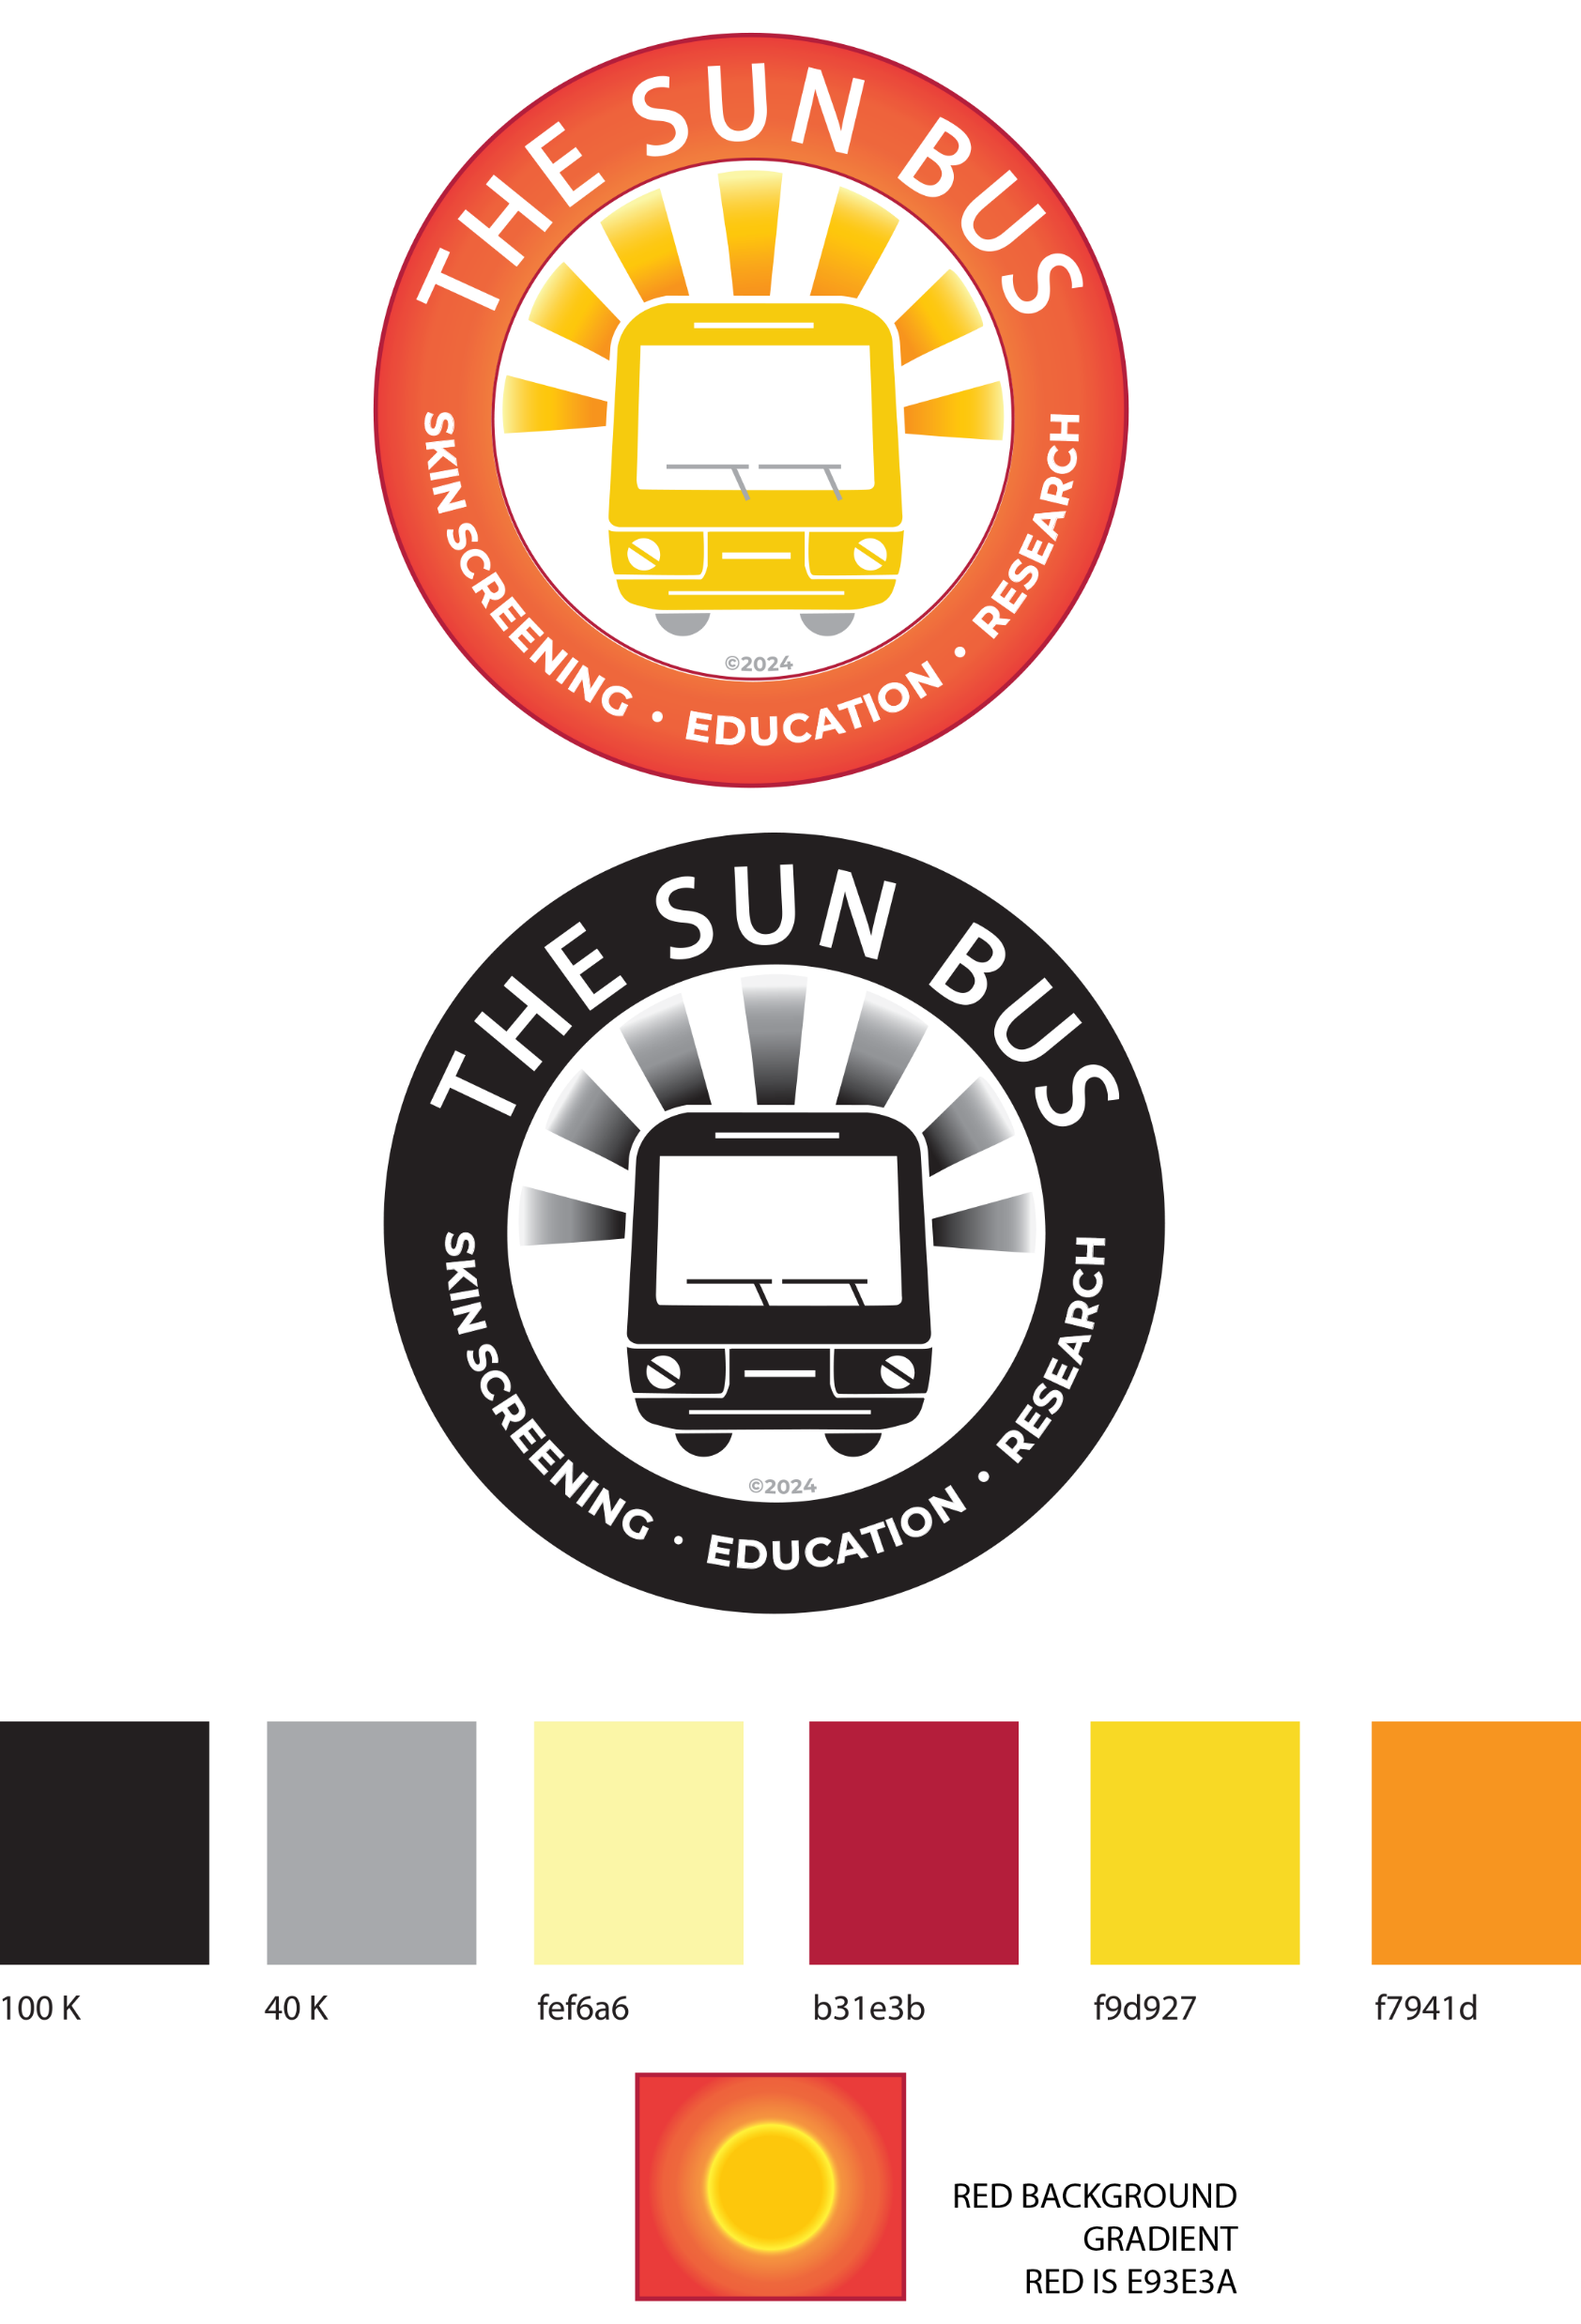 THE SUN BUS
©2024
SKIN SCREENING • EDUCATION • RESEARCH
THE SUN BUS
©2024
SKIN SCREENING • EDUCATION • RESEARCH
100 K
40 K
fef6a6
b31e3b
f9d927
f7941d
RED BACKGROUND
GRADIENT
RED IS E93E3A